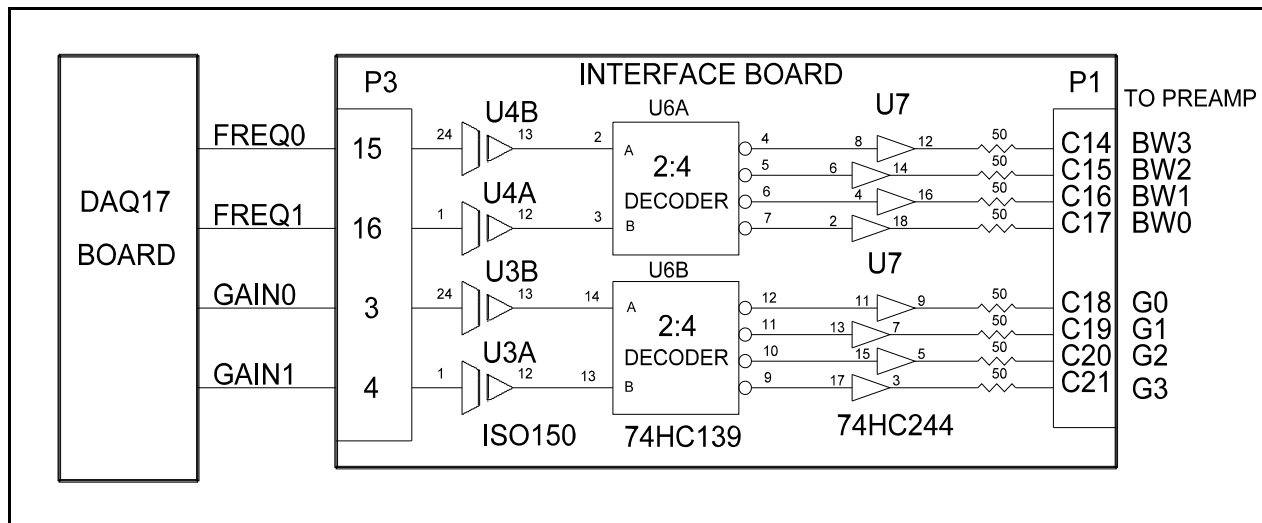 INTERFACE BOARD
P3
P1
TO PREAMP
DAQ17
BOARD
FREQ0
15
24
U4B
13
2
U6A
A
2:4
DECODER
B
4
5
6
7
U7
8
12
6
14
4
16
2
18
50
50
50
50
C14 BW3
C15 BW2
C16 BW1
C17 BW0
FREQ1
16
1
U4A
12
3
GAIN0
3
24
U3B
13
14
U6B
A
2:4
DECODER
B
12
11
10
9
U7
11
9
13
7
15
5
17
3
50
50
50
50
C18 G0
C19 G1
C20 G2
C21 G3
GAIN1
4
1
U3A
12
13
ISO150
74HC139
74HC244